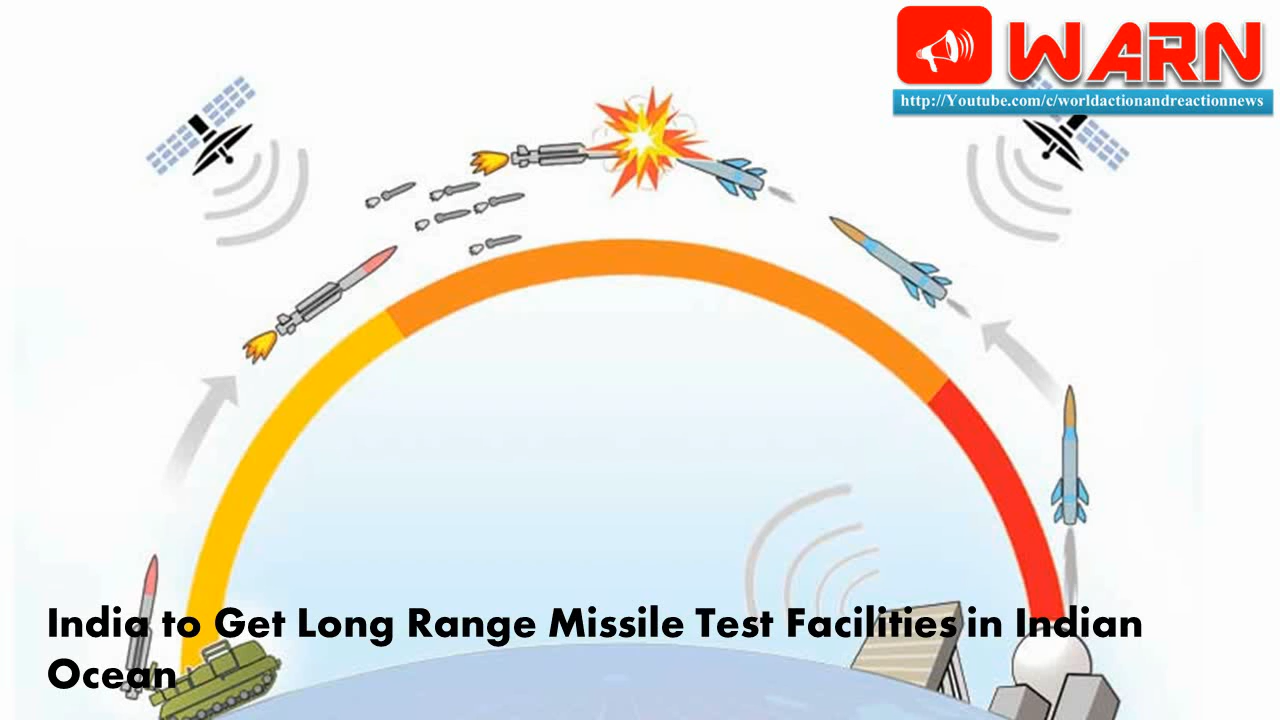 WARN
http://Youtube.com/c/worldactionandreactionnews
India to Get Long Range Missile Test Facilities in Indian
Ocean